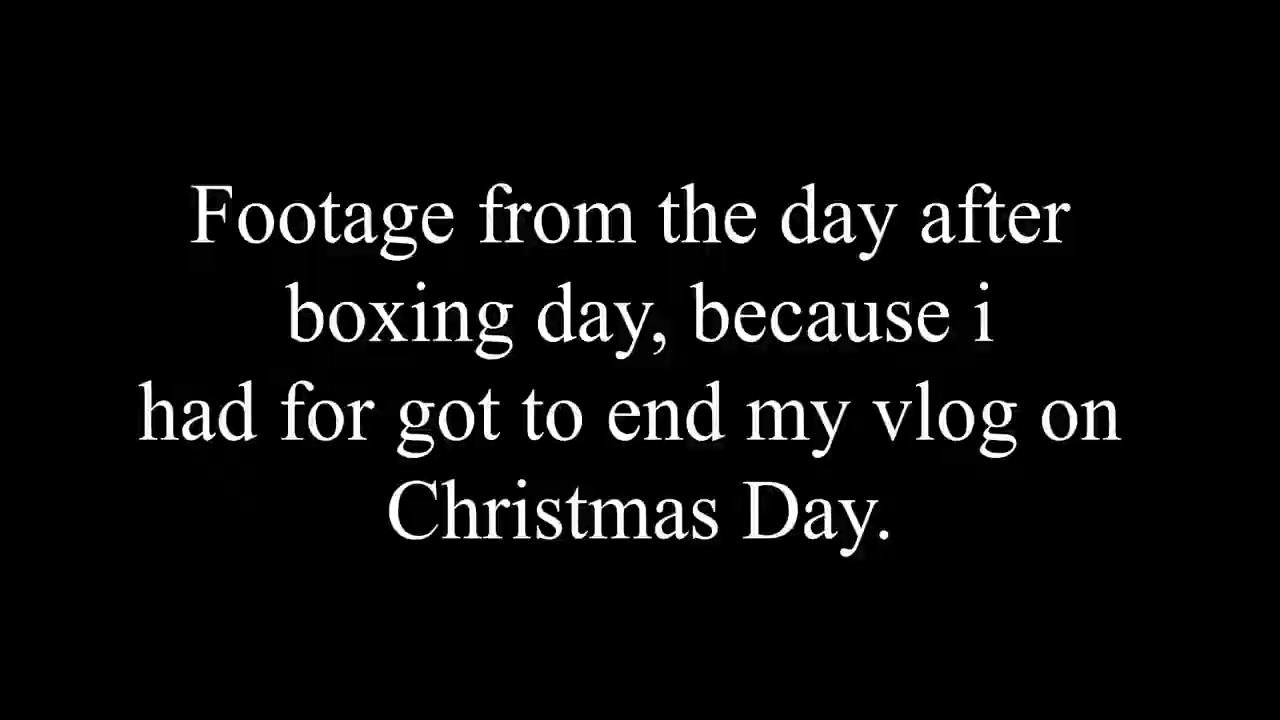 Footage from the day after
boxing day, because i
had for got to end my vlog on
Christmas Day.